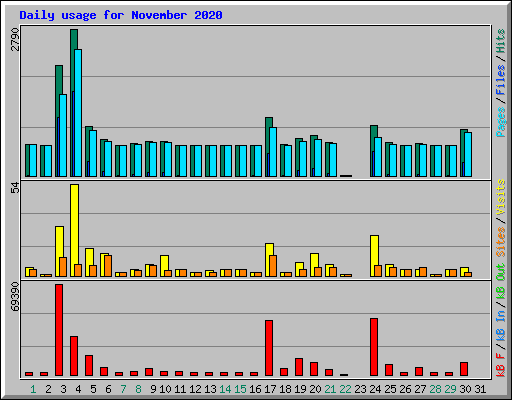 Daily usage for November 2020
2790
Pages / Files / Hits
54
Sites / Visits
69390
kB F / kB In / kB Out
1 2 3 4 5 6 7 8 9 10 11 12 13 14 15 16 17 18 19 20 21 22 23 24 25 26 27 28 29 30 31